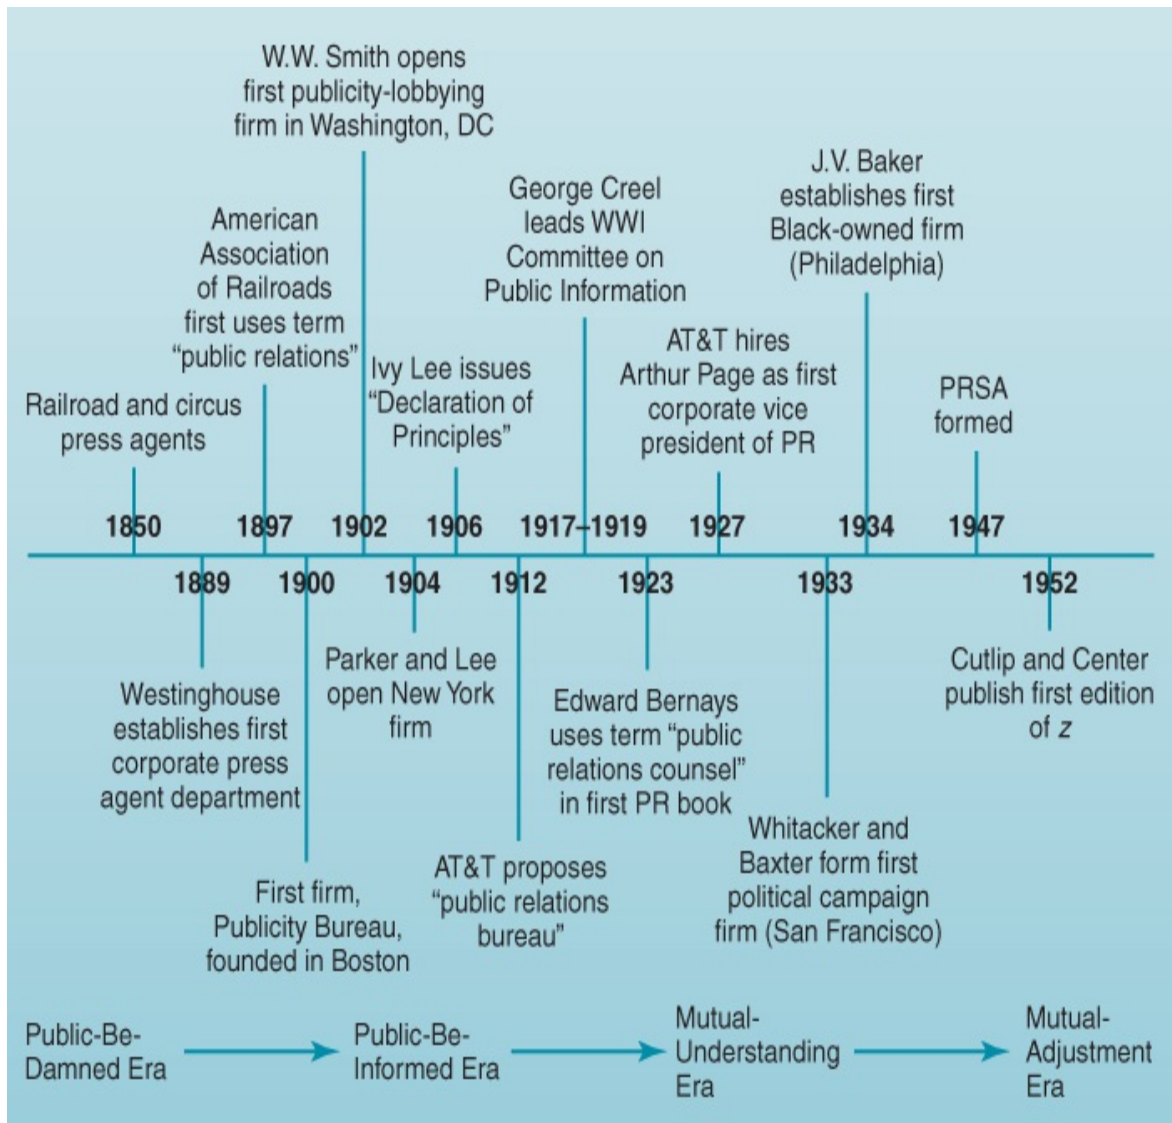 W.W. Smith opens
first publicity-lobbying
firm in Washington, DC
J.V. Baker
establishes first
Black-owned firm
(Philadelphia)
George Creel
leads WWI
Committee on
Public Information
American
Association
of Railroads
first uses term
“public relations”
AT&T hires
Arthur Page as first
corporate vice
president of PR
Ivy Lee issues
“Declaration of
Principles”
PRSA
formed
Railroad and circus
press agents
1850 1897 1902 1906 1917–1919 1927 1934 1947
1889 1900 1904 1912 1923 1933 1952
Parker and Lee
open New York
firm
Cutlip and Center
publish first edition
of z
Westinghouse
establishes first
corporate press
agent department
Edward Bernays
uses term “public
relations counsel”
in first PR book
Whitacker and
Baxter form first
political campaign
firm (San Francisco)
AT&T proposes
“public relations
bureau”
First firm,
Publicity Bureau,
founded in Boston
Public-Be-
Damned Era
Public-Be-
Informed Era
Mutual-
Understanding
Era
Mutual-
Adjustment
Era